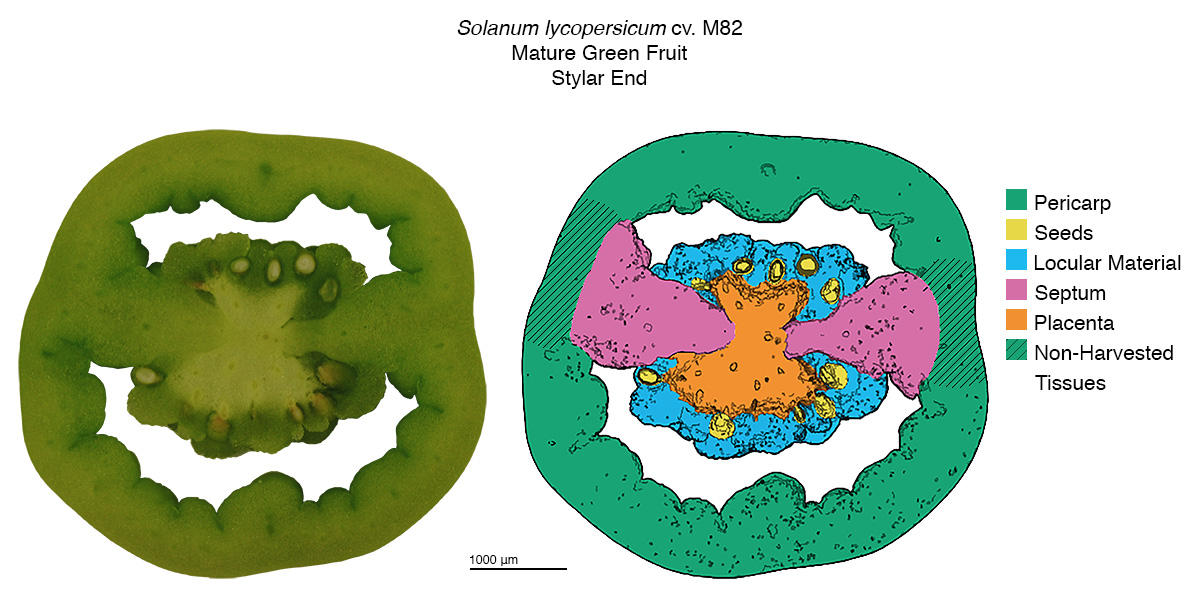 Solanum lycopersicum cv. M82
Mature Green Fruit
Stylar End
Pericarp
Seeds
Locular Material
Septum
Placenta
Non-Harvested
Tissues
1000 µm